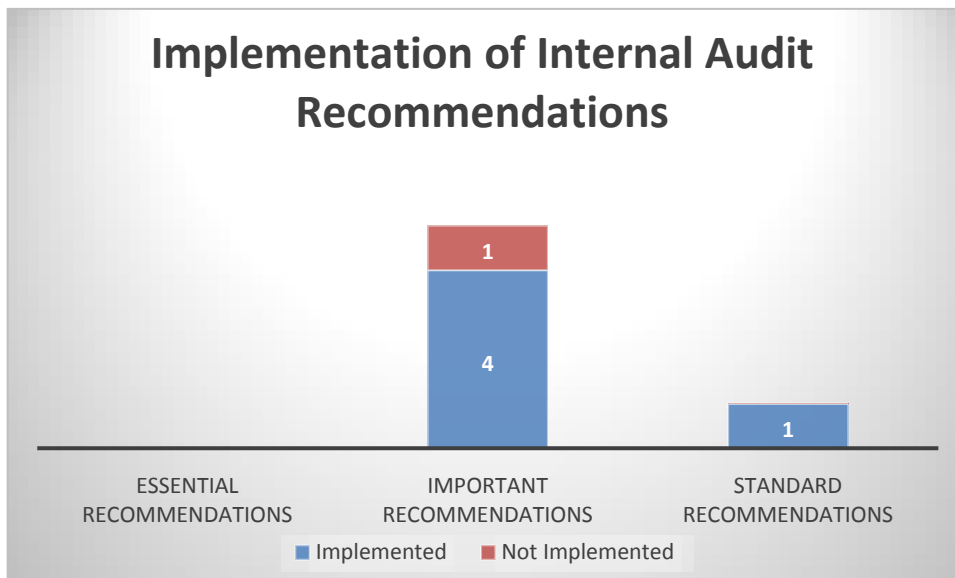 Implementation of Internal Audit
Recommendations
1
4
1
ESSENTIAL
RECOMMENDATIONS
IMPORTANT
RECOMMENDATIONS
STANDARD
RECOMMENDATIONS
Implemented
Not Implemented